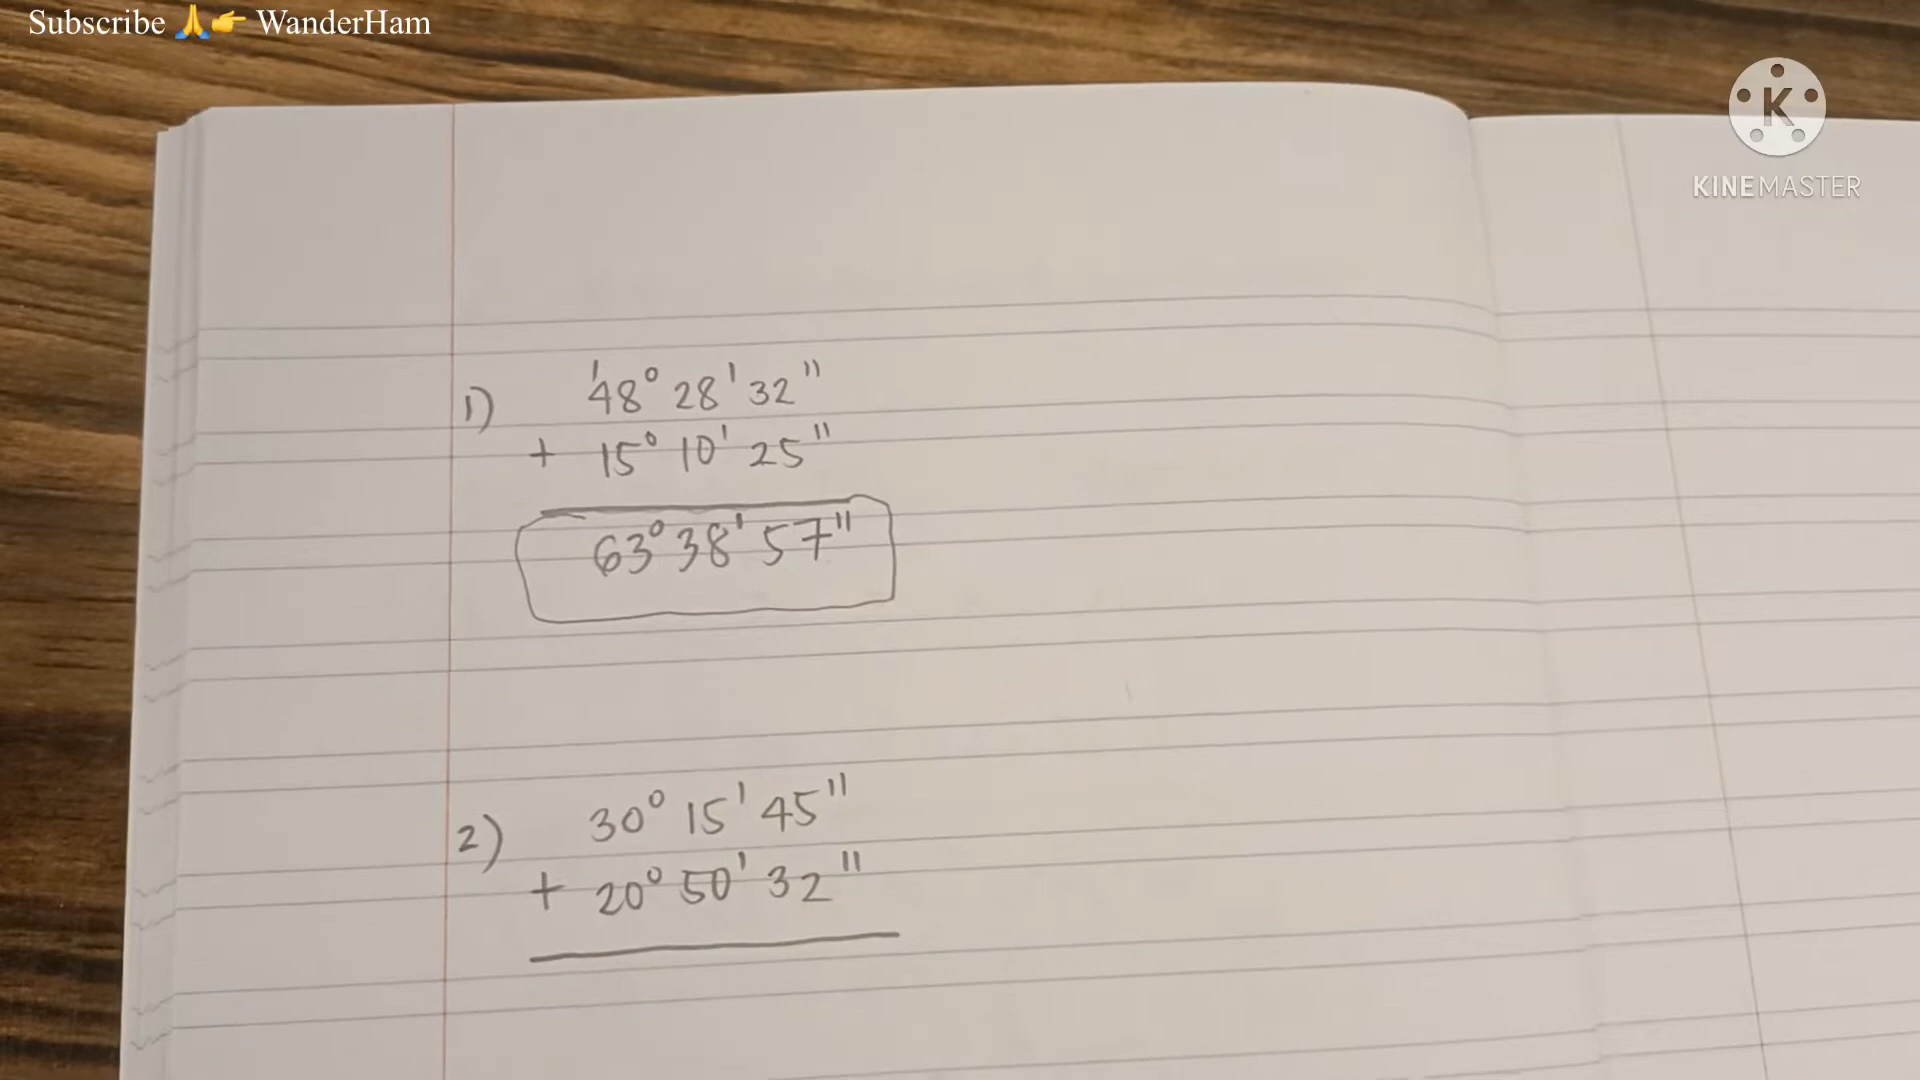 Subscribe 🙏👉 WanderHam
KINEMASTER
1) 48° 28' 32"
+ 15° 10' 25"
63° 38' 57"
2) 30° 15' 45"
+ 20° 50' 32"